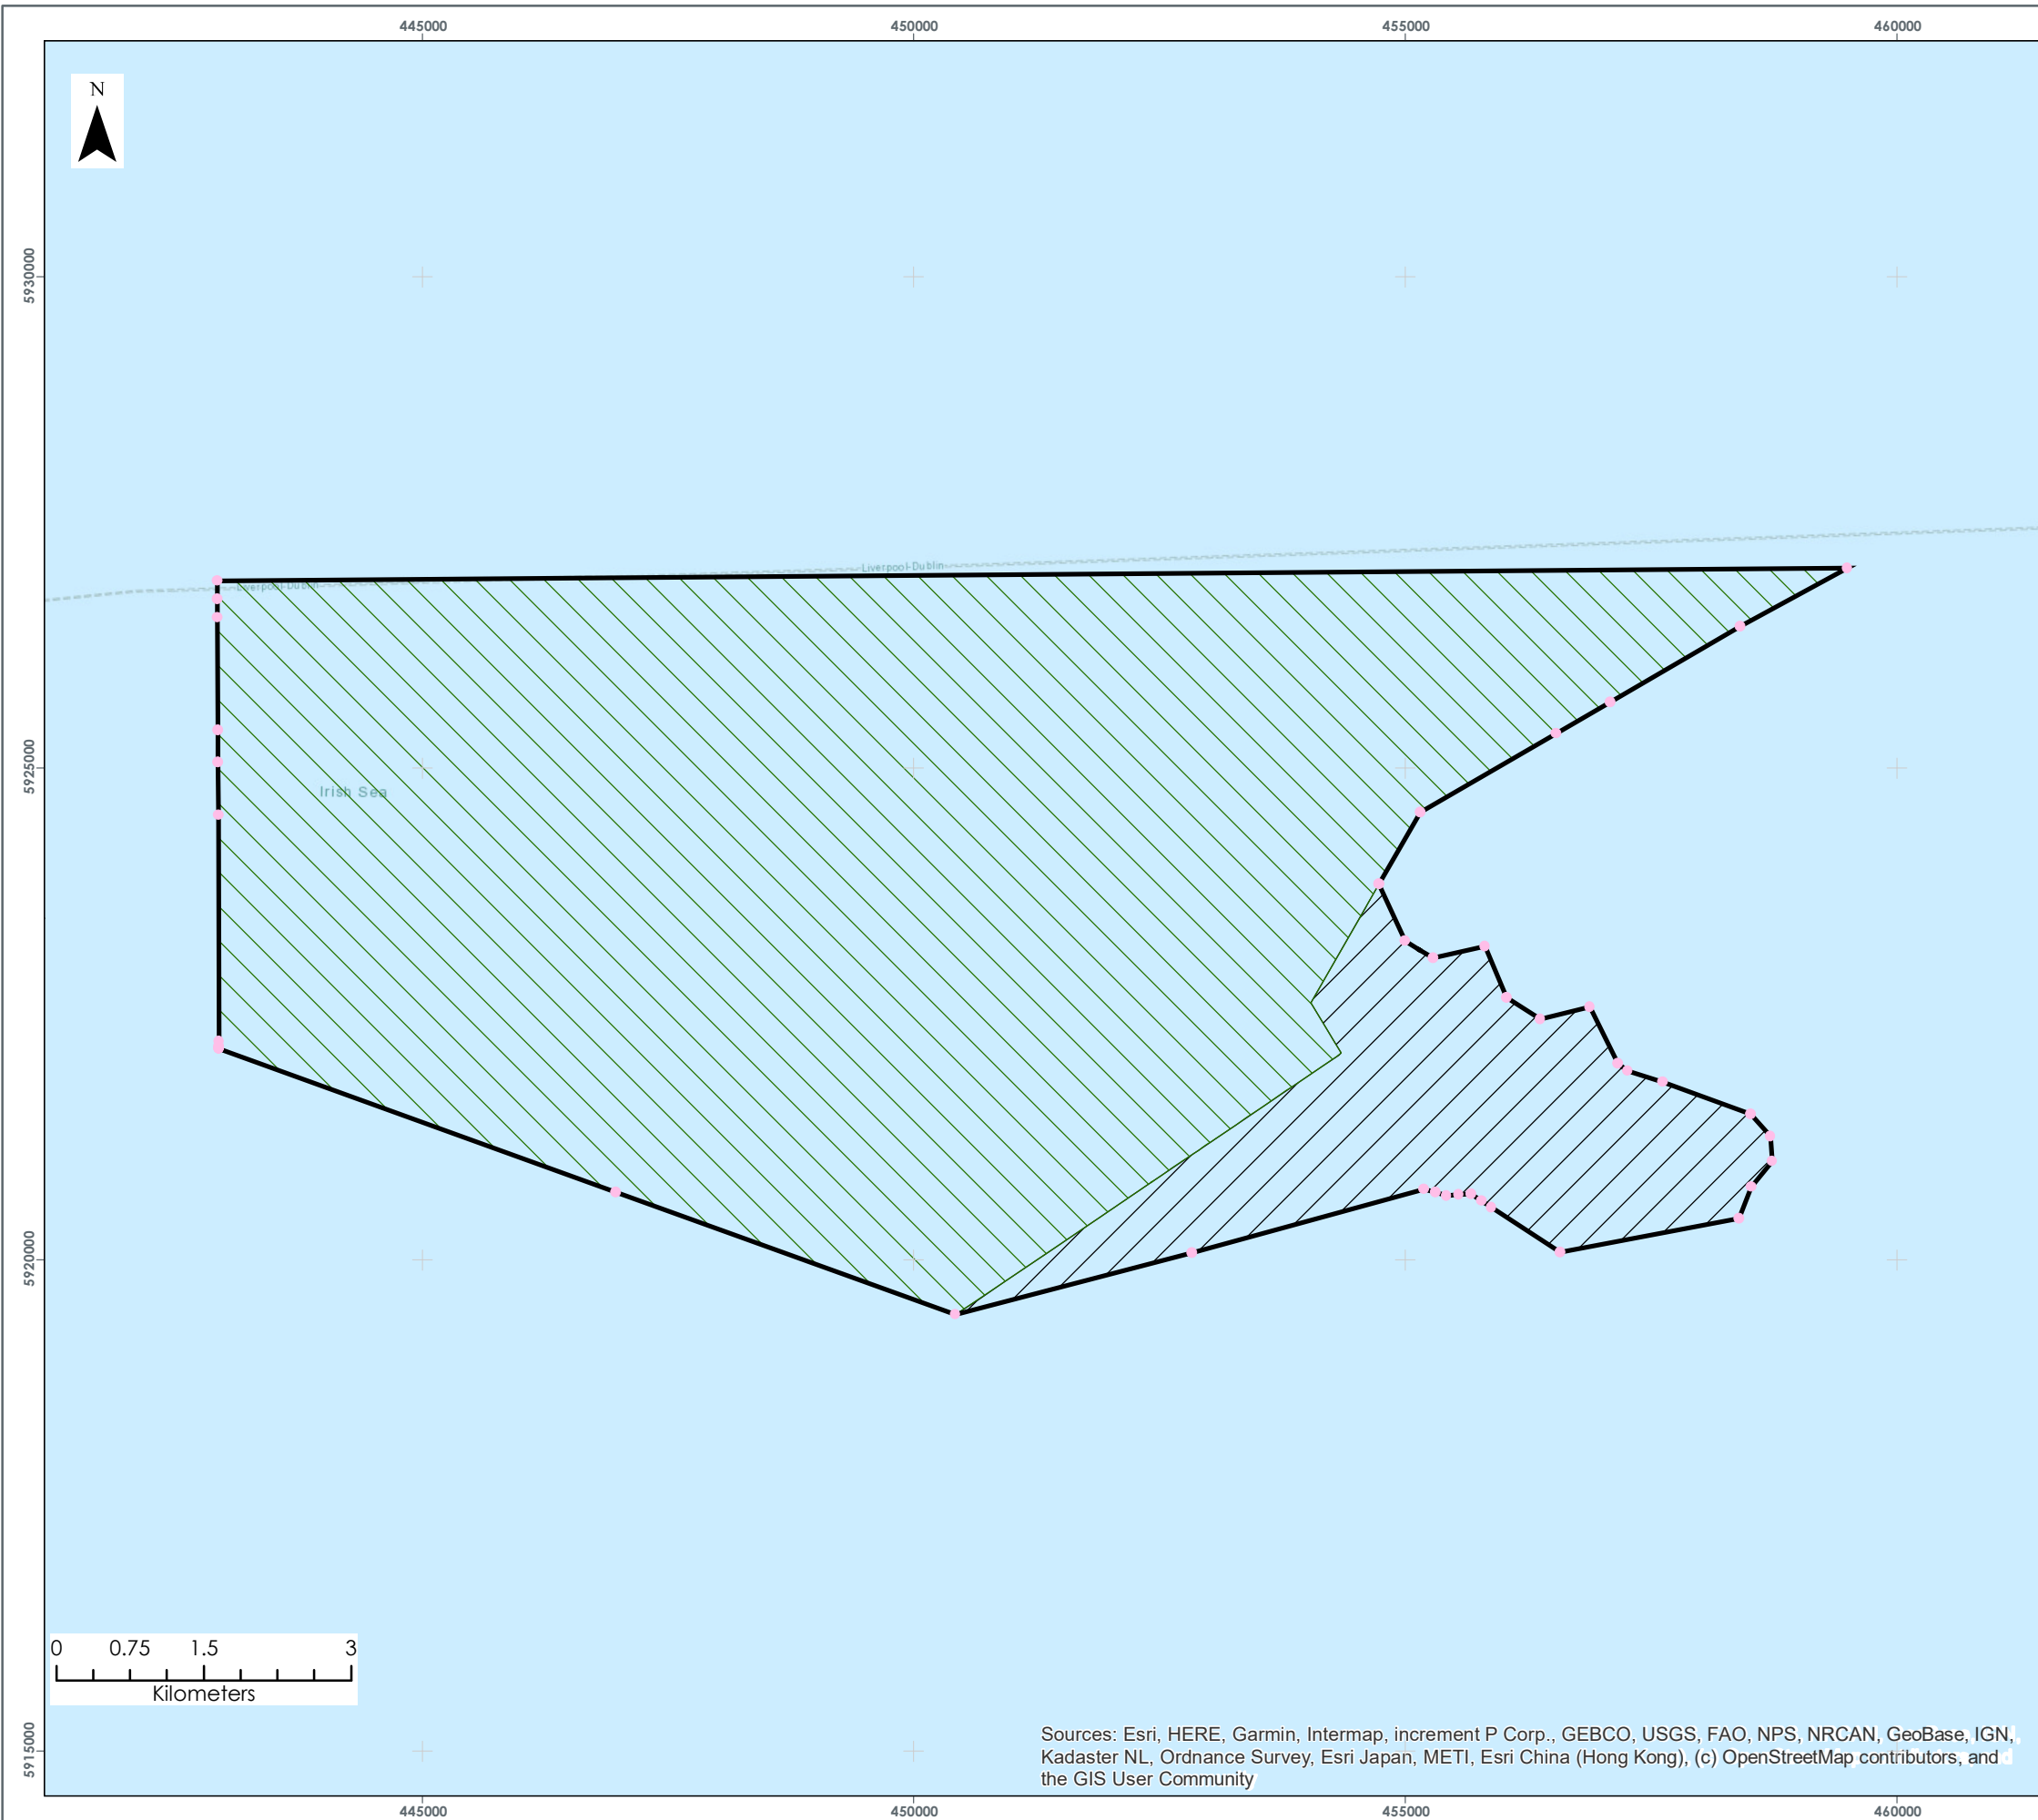 445000 450000 455000 460000
N
5930000
Liverpool-Dublin
Liverpool-Dublin
5925000
Irish Sea
5920000
0 0.75 1.5 3
Kilometers
5915000
Sources: Esri, HERE, Garmin, Intermap, increment P Corp., GEBCO, USGS, FAO, NPS, NRCAN, GeoBase, IGN,
Kadaster NL, Ordnance Survey, Esri Japan, METI, Esri China (Hong Kong), (c) OpenStreetMap contributors, and
the GIS User Community
445000 450000 455000 460000